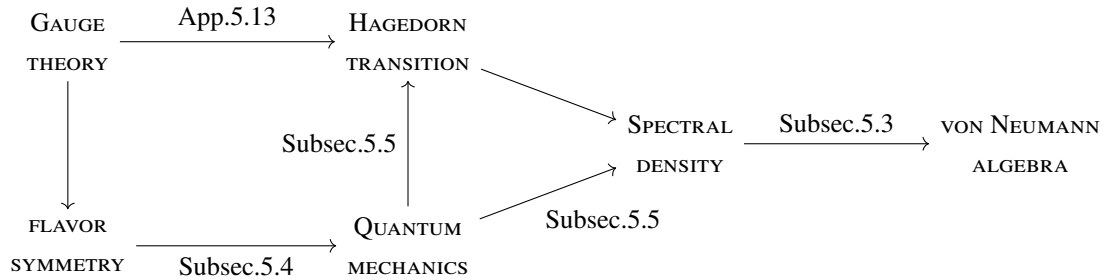 GAUGE
THEORY
App.5.13
HAGEDORN
TRANSITION
Subsec.5.5
SPECTRAL
DENSITY
Subsec.5.3
VON NEUMANN
ALGEBRA
FLAVOR
SYMMETRY
Subsec.5.4
QUANTUM
MECHANICS
Subsec.5.5